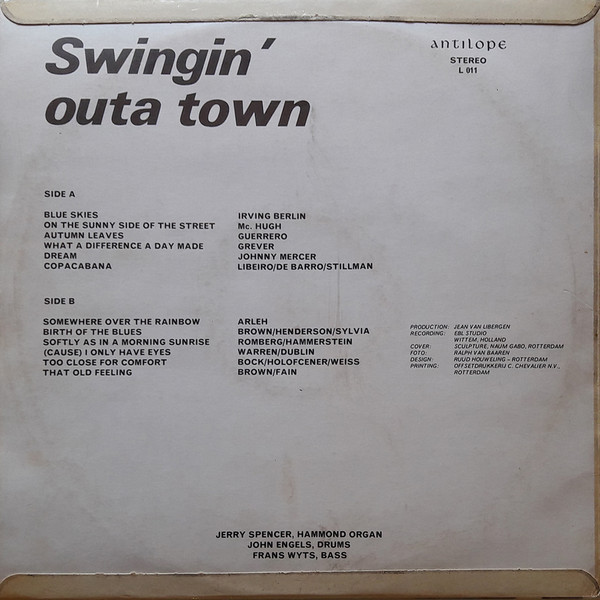 Swingin'
outa town
antilope
STEREO
L 011
SIDE A
BLUE SKIES IRVING BERLIN
ON THE SUNNY SIDE OF THE STREET Mc. HUGH
AUTUMN LEAVES GUERRERO
WHAT A DIFFERENCE A DAY MADE GREVER
DREAM JOHNNY MERCER
COPACABANA LIBEIRO/DE BARRO/STILLMAN
SIDE B
SOMEWHERE OVER THE RAINBOW ARLEH
BIRTH OF THE BLUES BROWN/HENDERSON/SYLVIA
SOFTLY AS IN A MORNING SUNRISE ROMBERG/HAMMERSTEIN
(CAUSE) I ONLY HAVE EYES WARREN/DUBLIN
TOO CLOSE FOR COMFORT BOCK/HOLOFCENER/WEISS
THAT OLD FEELING BROWN/FAIN
PRODUCTION: JEAN VAN LIBERGEN
RECORDING: EBL STUDIO
WITTEM, HOLLAND
COVER: SCULPTURE, NAUM GABO, ROTTERDAM
FOTO: RALPH VAN BAAREN
DESIGN: RUUD HOUWELING - ROTTERDAM
PRINTING: OFFSETDRUKKERIJ C. CHEVALIER N.V.,
ROTTERDAM
JERRY SPENCER, HAMMOND ORGAN
JOHN ENGELS, DRUMS
FRANS WYTS, BASS